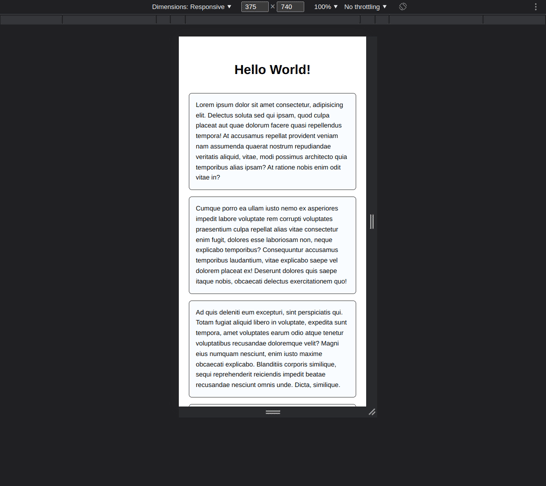 Dimensions: Responsive ▼ 375 × 740 100% ▼ No throttling ▼
Hello World!
Lorem ipsum dolor sit amet consectetur, adipisicing
elit. Delectus soluta sed qui ipsam, quod culpa
placeat aut quae dolorum facere quasi repellendus
tempora! At accusamus repellat provident veniam
nam assumenda quaerat nostrum repudiandae
veritatis aliquid, vitae, modi possimus architecto quia
temporibus alias ipsam? At ratione nobis enim odit
vitae in?
Cumque porro ea ullam iusto nemo ex asperiores
impedit labore voluptate rem corrupti voluptates
praesentium culpa repellat alias vitae consectetur
enim fugit, dolores esse laboriosam non, neque
explicabo temporibus? Consequuntur accusamus
temporibus laudantium, vitae explicabo saepe vel
dolorem placeat ex! Deserunt dolores quis saepe
itaque nobis, obcaecati delectus exercitationem quo!
Ad quis deleniti eum excepturi, sint perspiciatis qui.
Totam fugiat aliquid libero in voluptate, expedita sunt
tempora, amet voluptates earum odio atque tenetur
voluptatibus recusandae doloremque velit? Magni
eius numquam nesciunt, enim iusto maxime
obcaecati explicabo. Blanditiis corporis similique,
sequi reprehenderit reiciendis impedit beatae
recusandae nesciunt omnis unde. Dicta, similique.